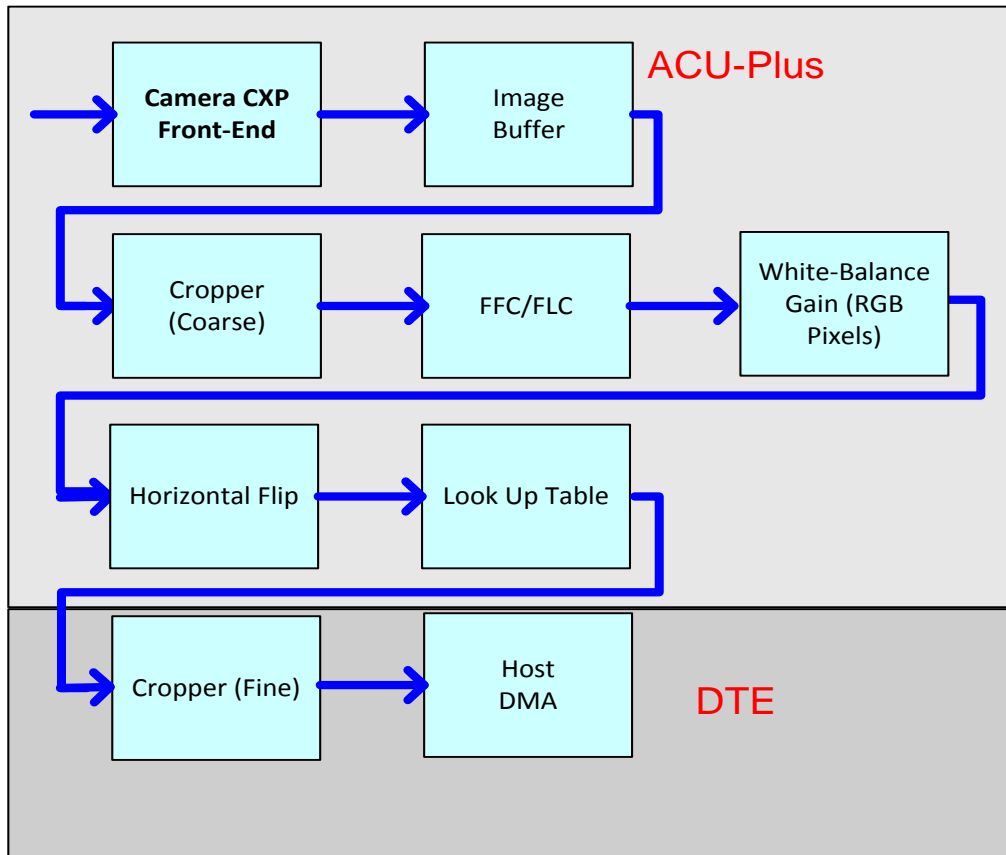 ACU-Plus
Camera CXP
Front-End
Image
Buffer
Cropper
(Coarse)
FFC/FLC
White-Balance
Gain (RGB
Pixels)
Horizontal Flip
Look Up Table
Cropper (Fine)
Host
DMA
DTE